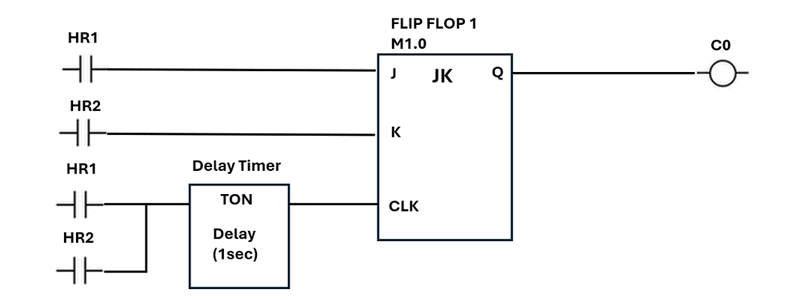 FLIP FLOP 1
M1.0
HR1
C0
J
JK
Q
HR2
K
HR1
Delay Timer
TON
CLK
HR2
Delay
(1sec)